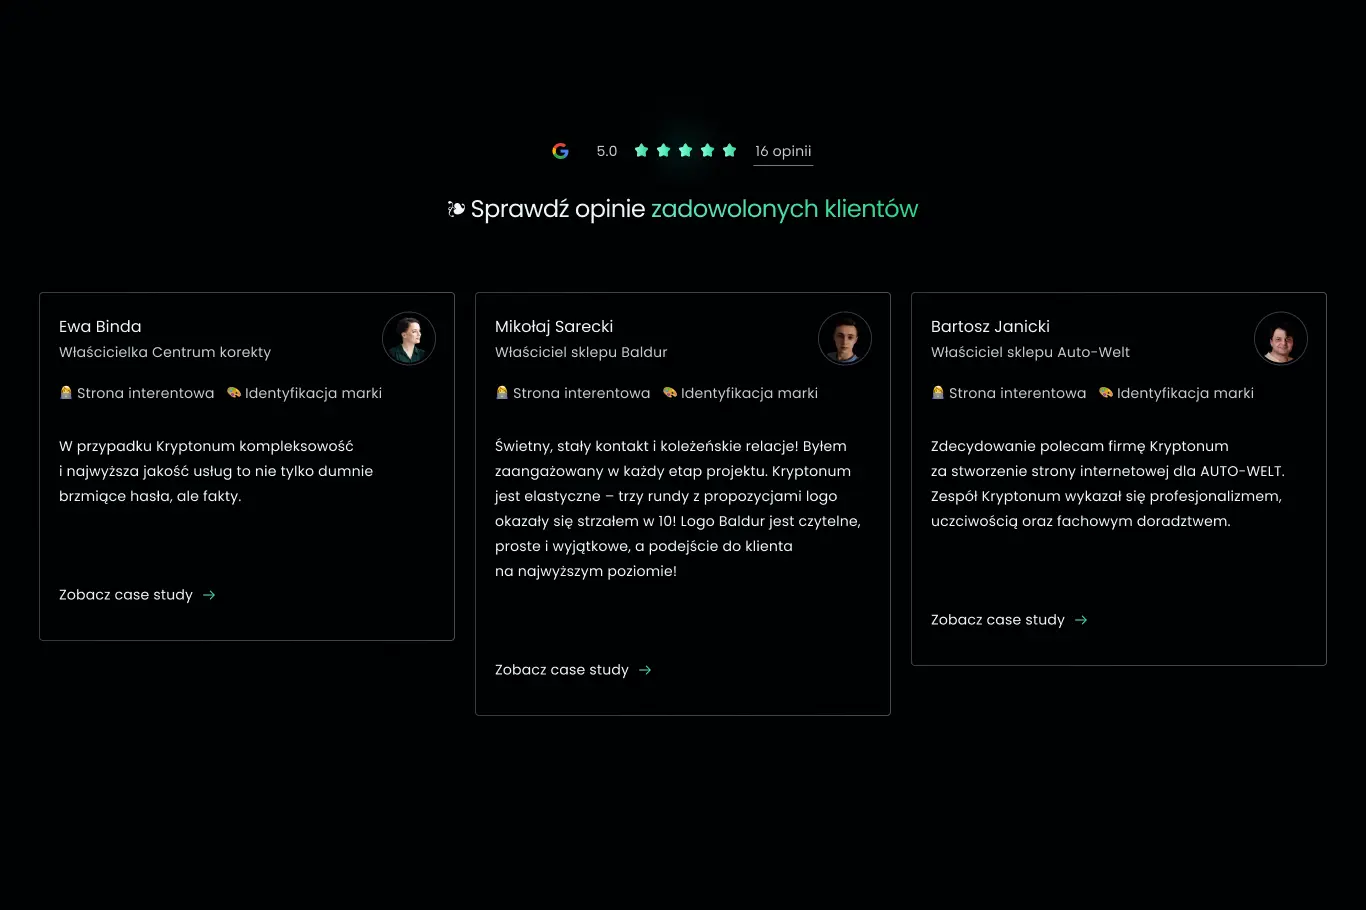 5.0 16 opinii
Sprawdź opinie zadowolonych klientów
Ewa Binda
Właścicielka Centrum korekty
Strona interentowa Identyfikacja marki
W przypadku Kryptonum kompleksowość
i najwyższa jakość usług to nie tylko dumnie
brzmiące hasła, ale fakty.
Zobacz case study →
Mikołaj Sarecki
Właściciel sklepu Baldur
Strona interentowa Identyfikacja marki
Świetny, stały kontakt i koleżeńskie relacje! Byłem
zaangażowany w każdy etap projektu. Kryptonum
jest elastyczne – trzy rundy z propozycjami logo
okazały się strzałem w 10! Logo Baldur jest czytelne,
proste i wyjątkowe, a podejście do klienta
na najwyższym poziomie!
Zobacz case study →
Bartosz Janicki
Właściciel sklepu Auto-Welt
Strona interentowa Identyfikacja marki
Zdecydowanie polecam firmę Kryptonum
za stworzenie strony internetowej dla AUTO-WELT.
Zespół Kryptonum wykazał się profesjonalizmem,
uczciwością oraz fachowym doradztwem.
Zobacz case study →